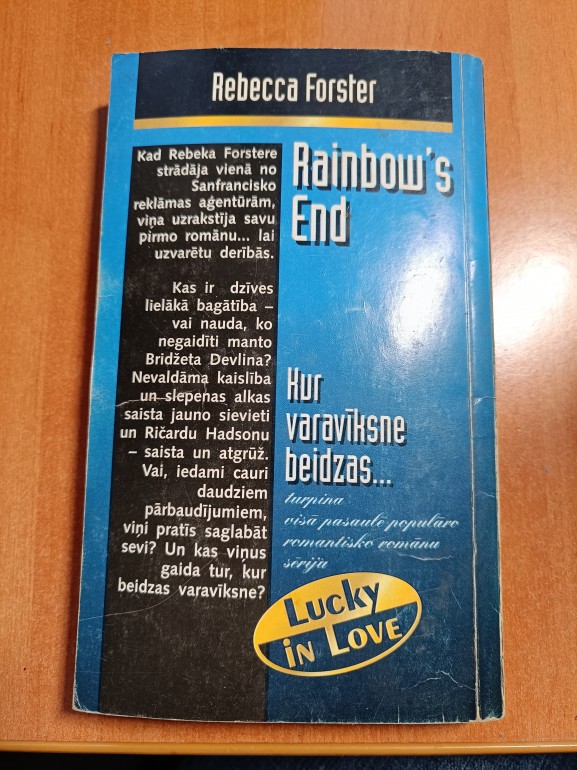 Rebecca Forster
Kad Rebeka Forstere
strādāja vienā no
Sanfrancisko
reklāmas aģentūrām,
viņa uzrakstīja savu
pirmo romānu... lai
uzvarētu derībās.
Kas ir dzīves
lielākā bagātība –
vai nauda, ko
negaidīti manto
Bridžeta Devlina?
Nevaldāma kaislība
un slepenas alkas
saista jauno sievieti
un Ričardu Hadsonu
– saista un atgrūž.
Vai, iedami cauri
daudziem
pārbaudījumiem,
viņi pratīs saglabāt
sevi? Un kas viņus
gaida tur, kur
beidzas varavīksne?
Rainbow's
End
Kur
varavīksne
beidzas...
turpina
visā pasaulē populāro
romantisko romānu
sēriju
Lucky
in Love